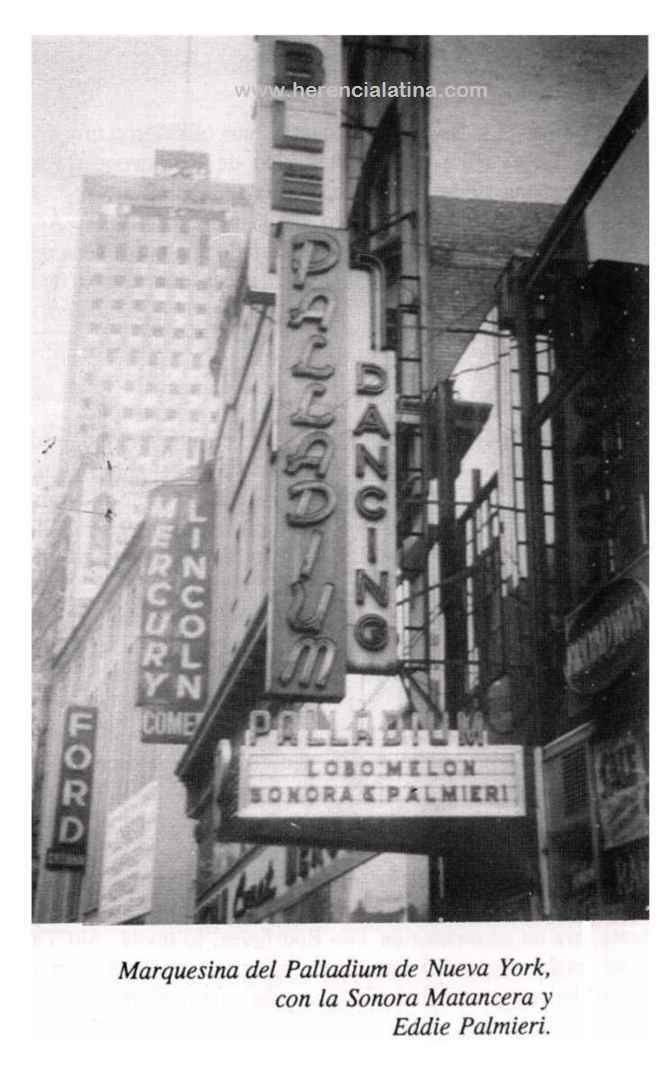 BLE
www.herencialatina.com
PALLADIUM
DANCING
MERCURY
LINCOLN
COMET
FORD
PALLADIUM
LOBO MELON
SONORA & PALMIERI
Marquesina del Palladium de Nueva York,
con la Sonora Matancera y
Eddie Palmieri.